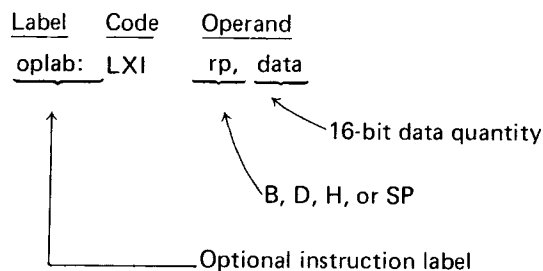 Label Code Operand
oplab: LXI rp, data
16-bit data quantity
B, D, H, or SP
Optional instruction label